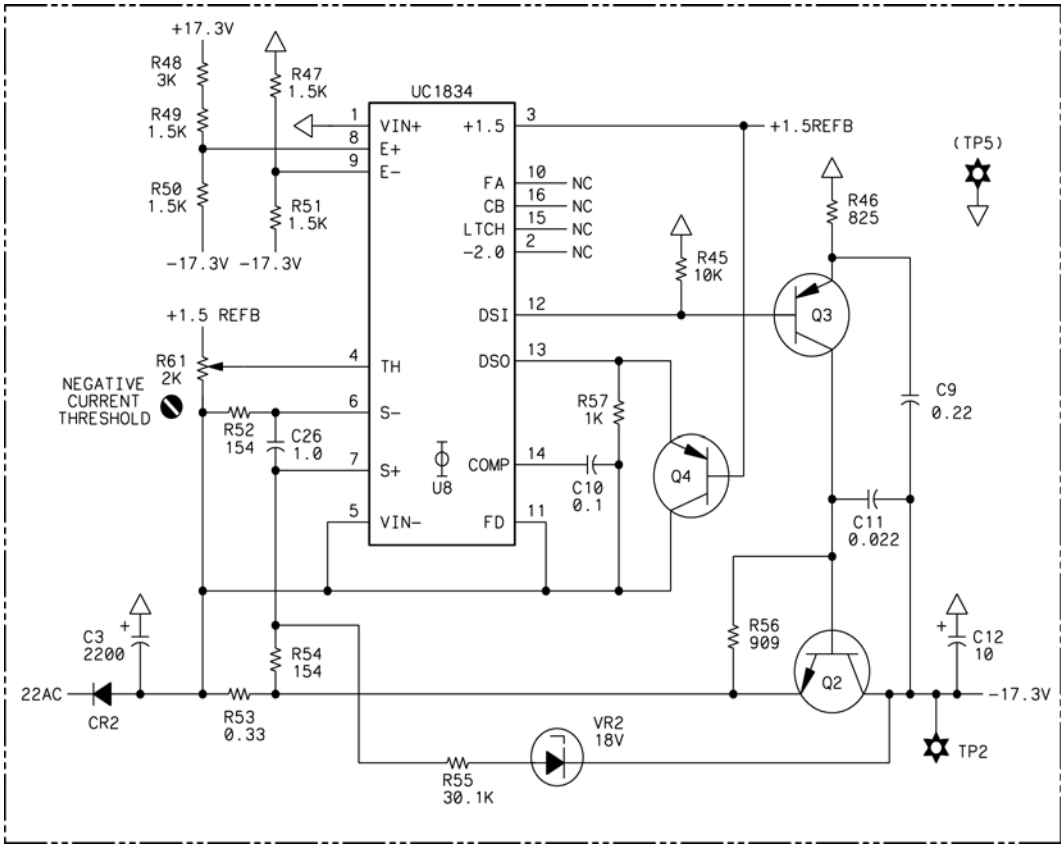 +17.3V
R48
3K
R47
1.5K
R49
1.5K
R50
1.5K
R51
1.5K
-17.3V -17.3V
UC1834
1 VIN+
8 E+
9 E-
+1.5 3
+1.5REFB
FA 10 NC
CB 16 NC
LTCH 15 NC
-2.0 2 NC
(TP5)
R46
825
R45
10K
DSI 12
Q3
+1.5 REFB
R61
2K
4 TH
DSO 13
NEGATIVE
CURRENT
THRESHOLD
R52
154
6 S-
C26
1.0
7 S+
R57
1K
C9
0.22
U8
COMP 14
C10
0.1
Q4
5 VIN-
FD 11
C11
0.022
C3
2200
+
R54
154
R56
909
+
C12
10
22AC
CR2
R53
0.33
Q2
-17.3V
VR2
18V
TP2
R55
30.1K